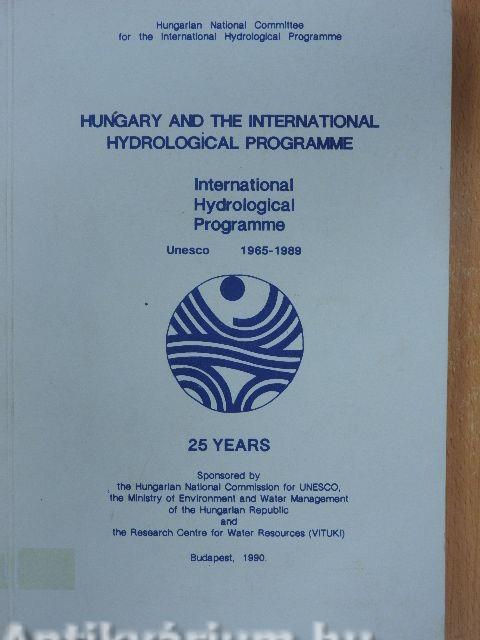 Hungarian National Committee
for the International Hydrological Programme
HUNGARY AND THE INTERNATIONAL
HYDROLOGICAL PROGRAMME
International
Hydrological
Programme
Unesco 1965-1989
25 YEARS
Sponsored by
the Hungarian National Commission for UNESCO,
the Ministry of Environment and Water Management
of the Hungarian Republic
and
the Research Centre for Water Resources (VITUKI)
Budapest, 1990.
Antikvárium.hu